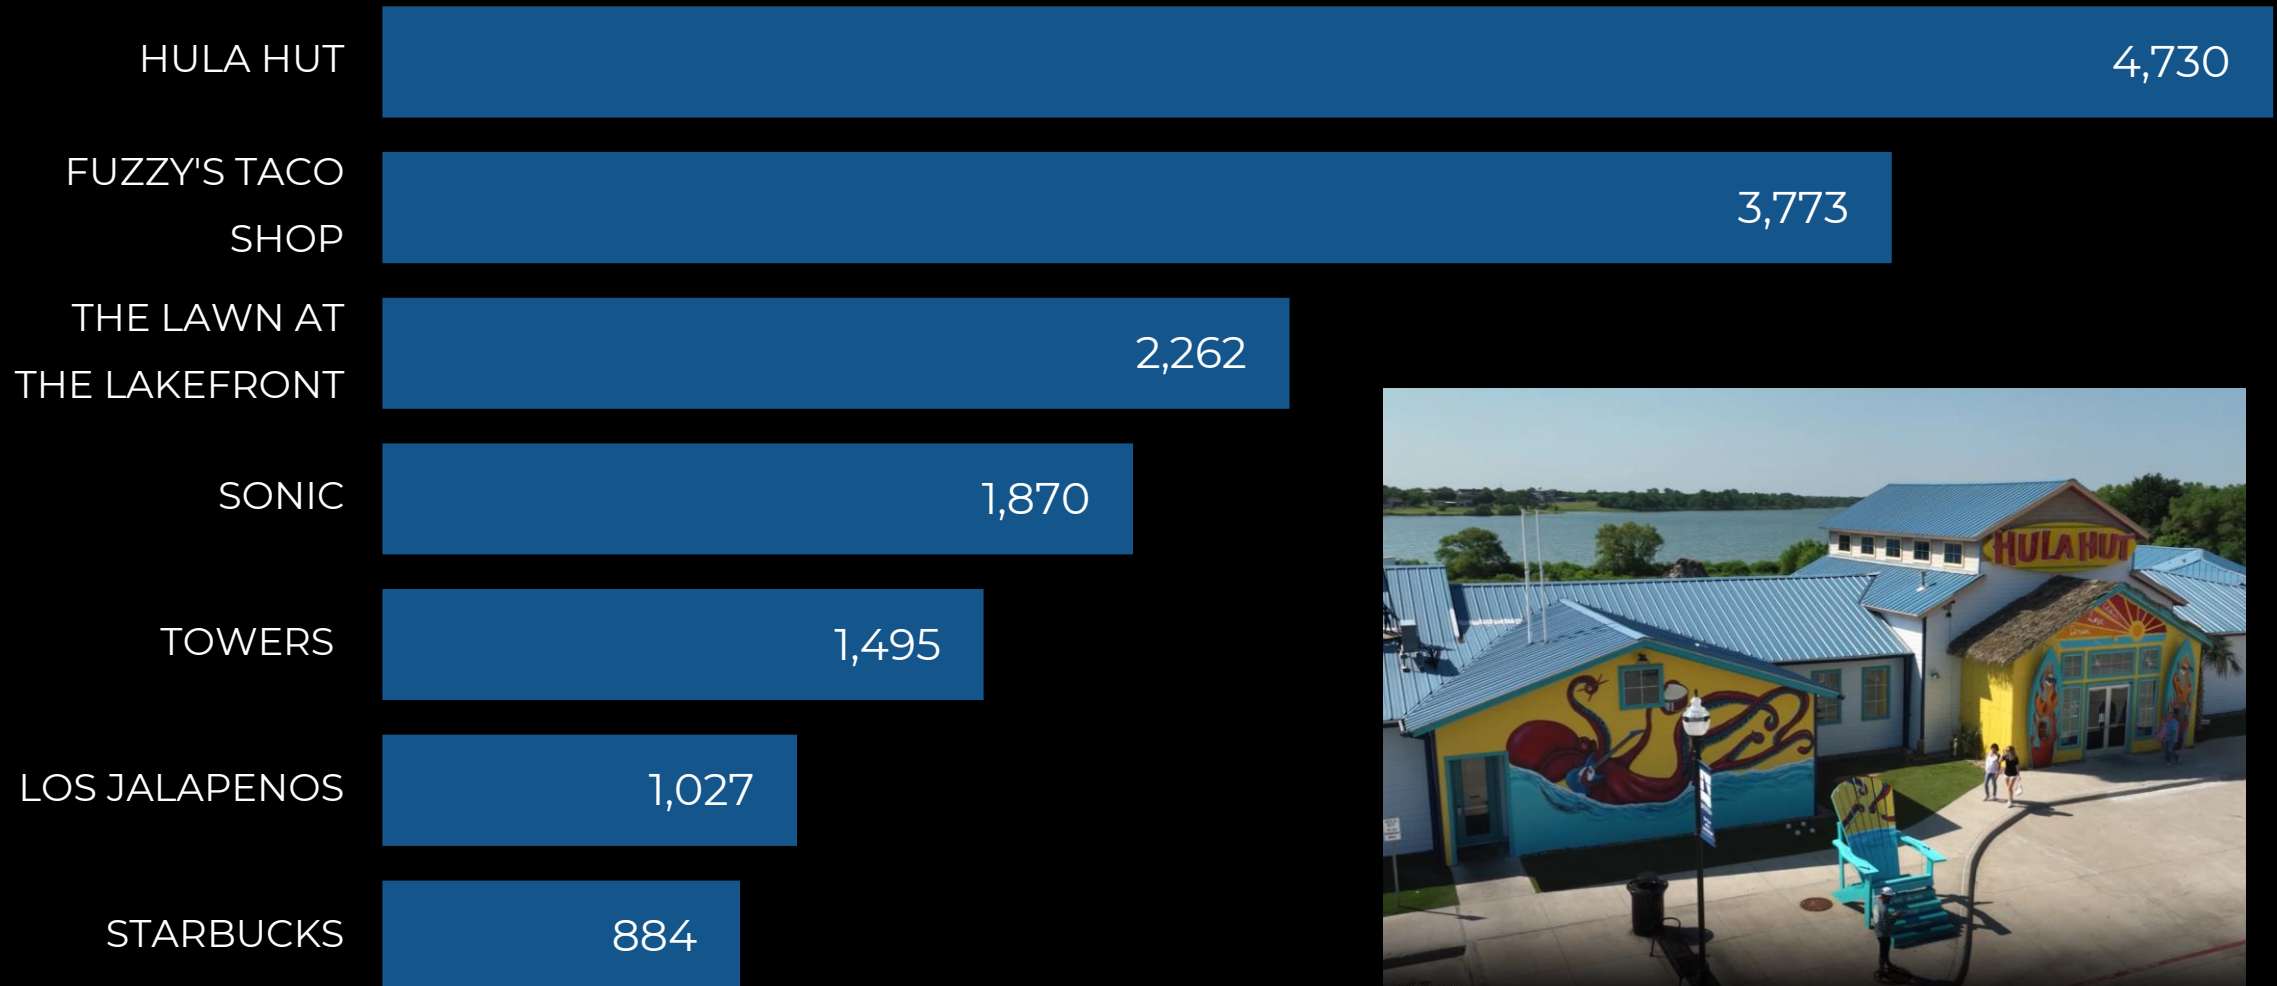 HULA HUT
4,730
FUZZY'S TACO
SHOP
3,773
THE LAWN AT
THE LAKEFRONT
2,262
SONIC
1,870
TOWERS
1,495
LOS JALAPENOS
1,027
STARBUCKS
884
HULA HUT